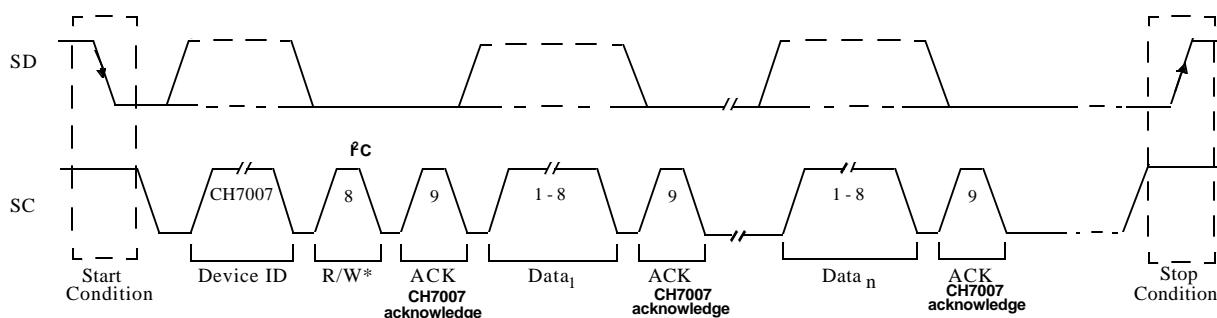 SD
I²C
SC
CH7007
8
9
1 - 8
9
1 - 8
9
Start
Condition
Device ID
R/W*
ACK
CH7007
acknowledge
Data1
ACK
CH7007
acknowledge
Data n
ACK
CH7007
acknowledge
Stop
Condition